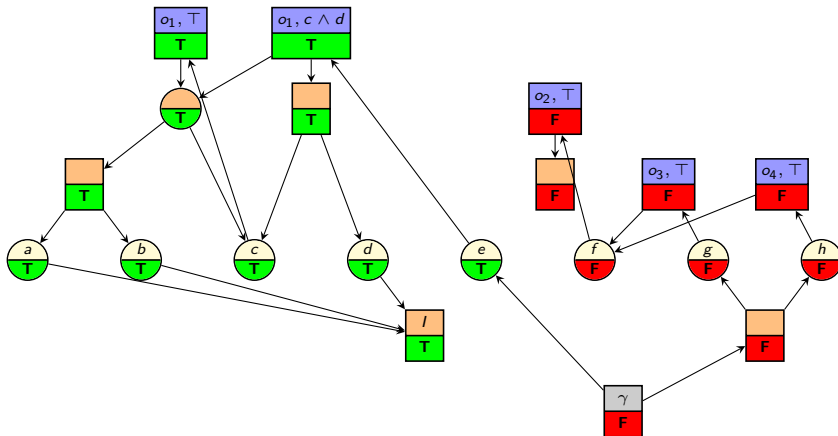 o₁, ⊤
T
o₁, c ∧ d
T
T
T
o₂, ⊤
F
T
F
o₃, ⊤
F
o₄, ⊤
F
a
T
b
T
c
T
d
T
e
T
f
F
g
F
h
F
I
T
F
γ
F